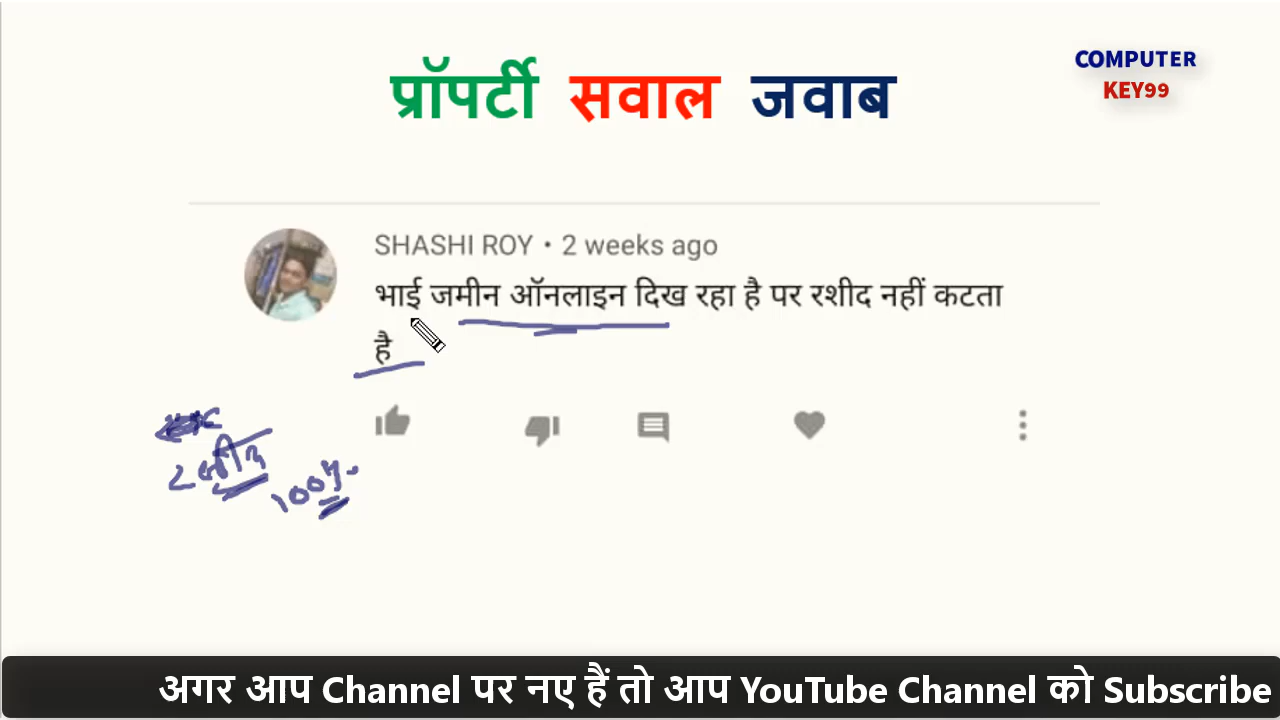 प्रॉपर्टी सवाल जवाब
COMPUTER
KEY99
SHASHI ROY • 2 weeks ago
भाई जमीन ऑनलाइन दिख रहा है पर रशीद नहीं कटता
है
100%
अगर आप Channel पर नए हैं तो आप YouTube Channel को Subscribe